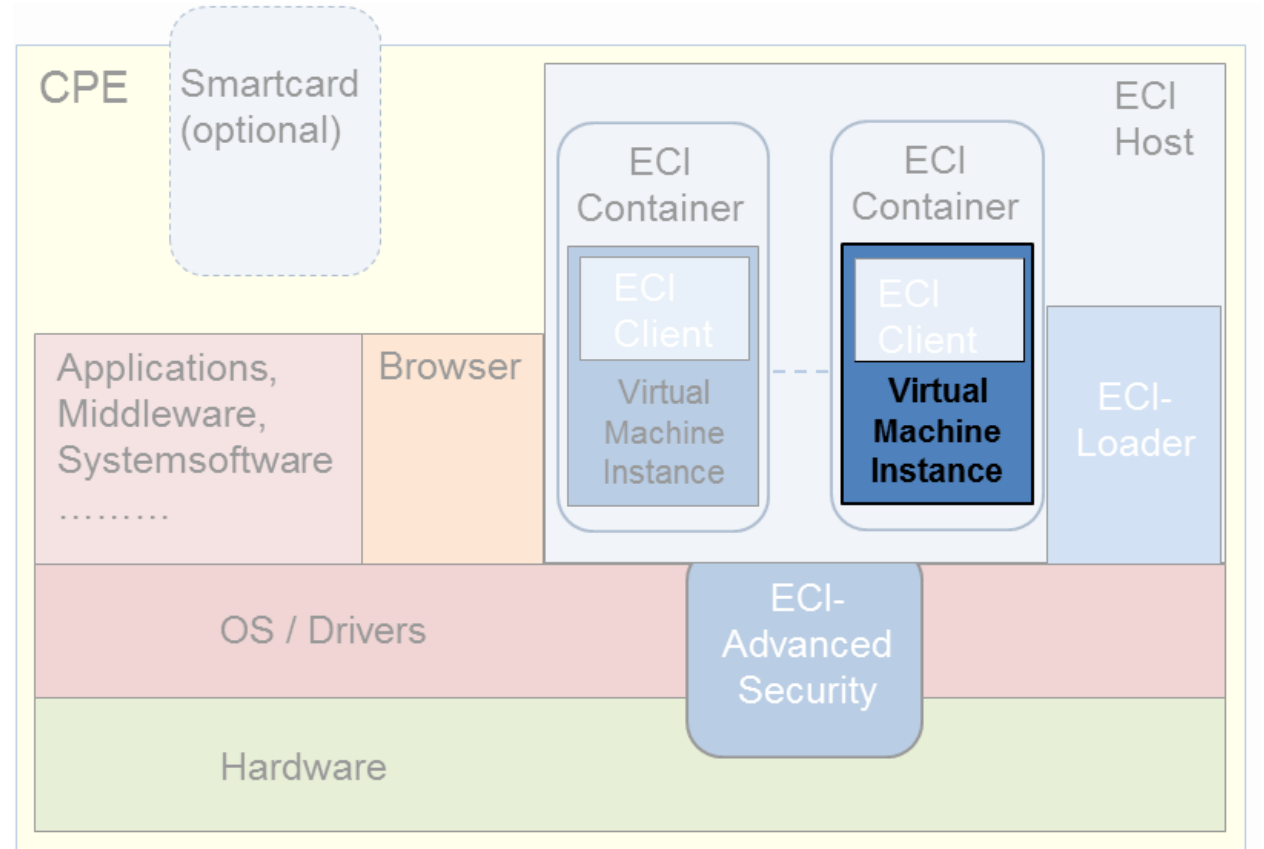 CPE
Smartcard
(optional)
ECI
Host
ECI
Container
ECI
Client
Virtual
Machine
Instance
ECI
Container
ECI
Client
Virtual
Machine
Instance
ECI-
Loader
Applications,
Middleware,
Systemsoftware
………
Browser
OS / Drivers
ECI-
Advanced
Security
Hardware